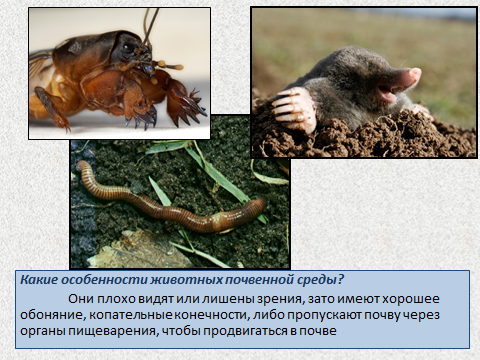 Какие особенности животных почвенной среды?
Они плохо видят или лишены зрения, зато имеют хорошее
обоняние, копательные конечности, либо пропускают почву через
органы пищеварения, чтобы продвигаться в почве